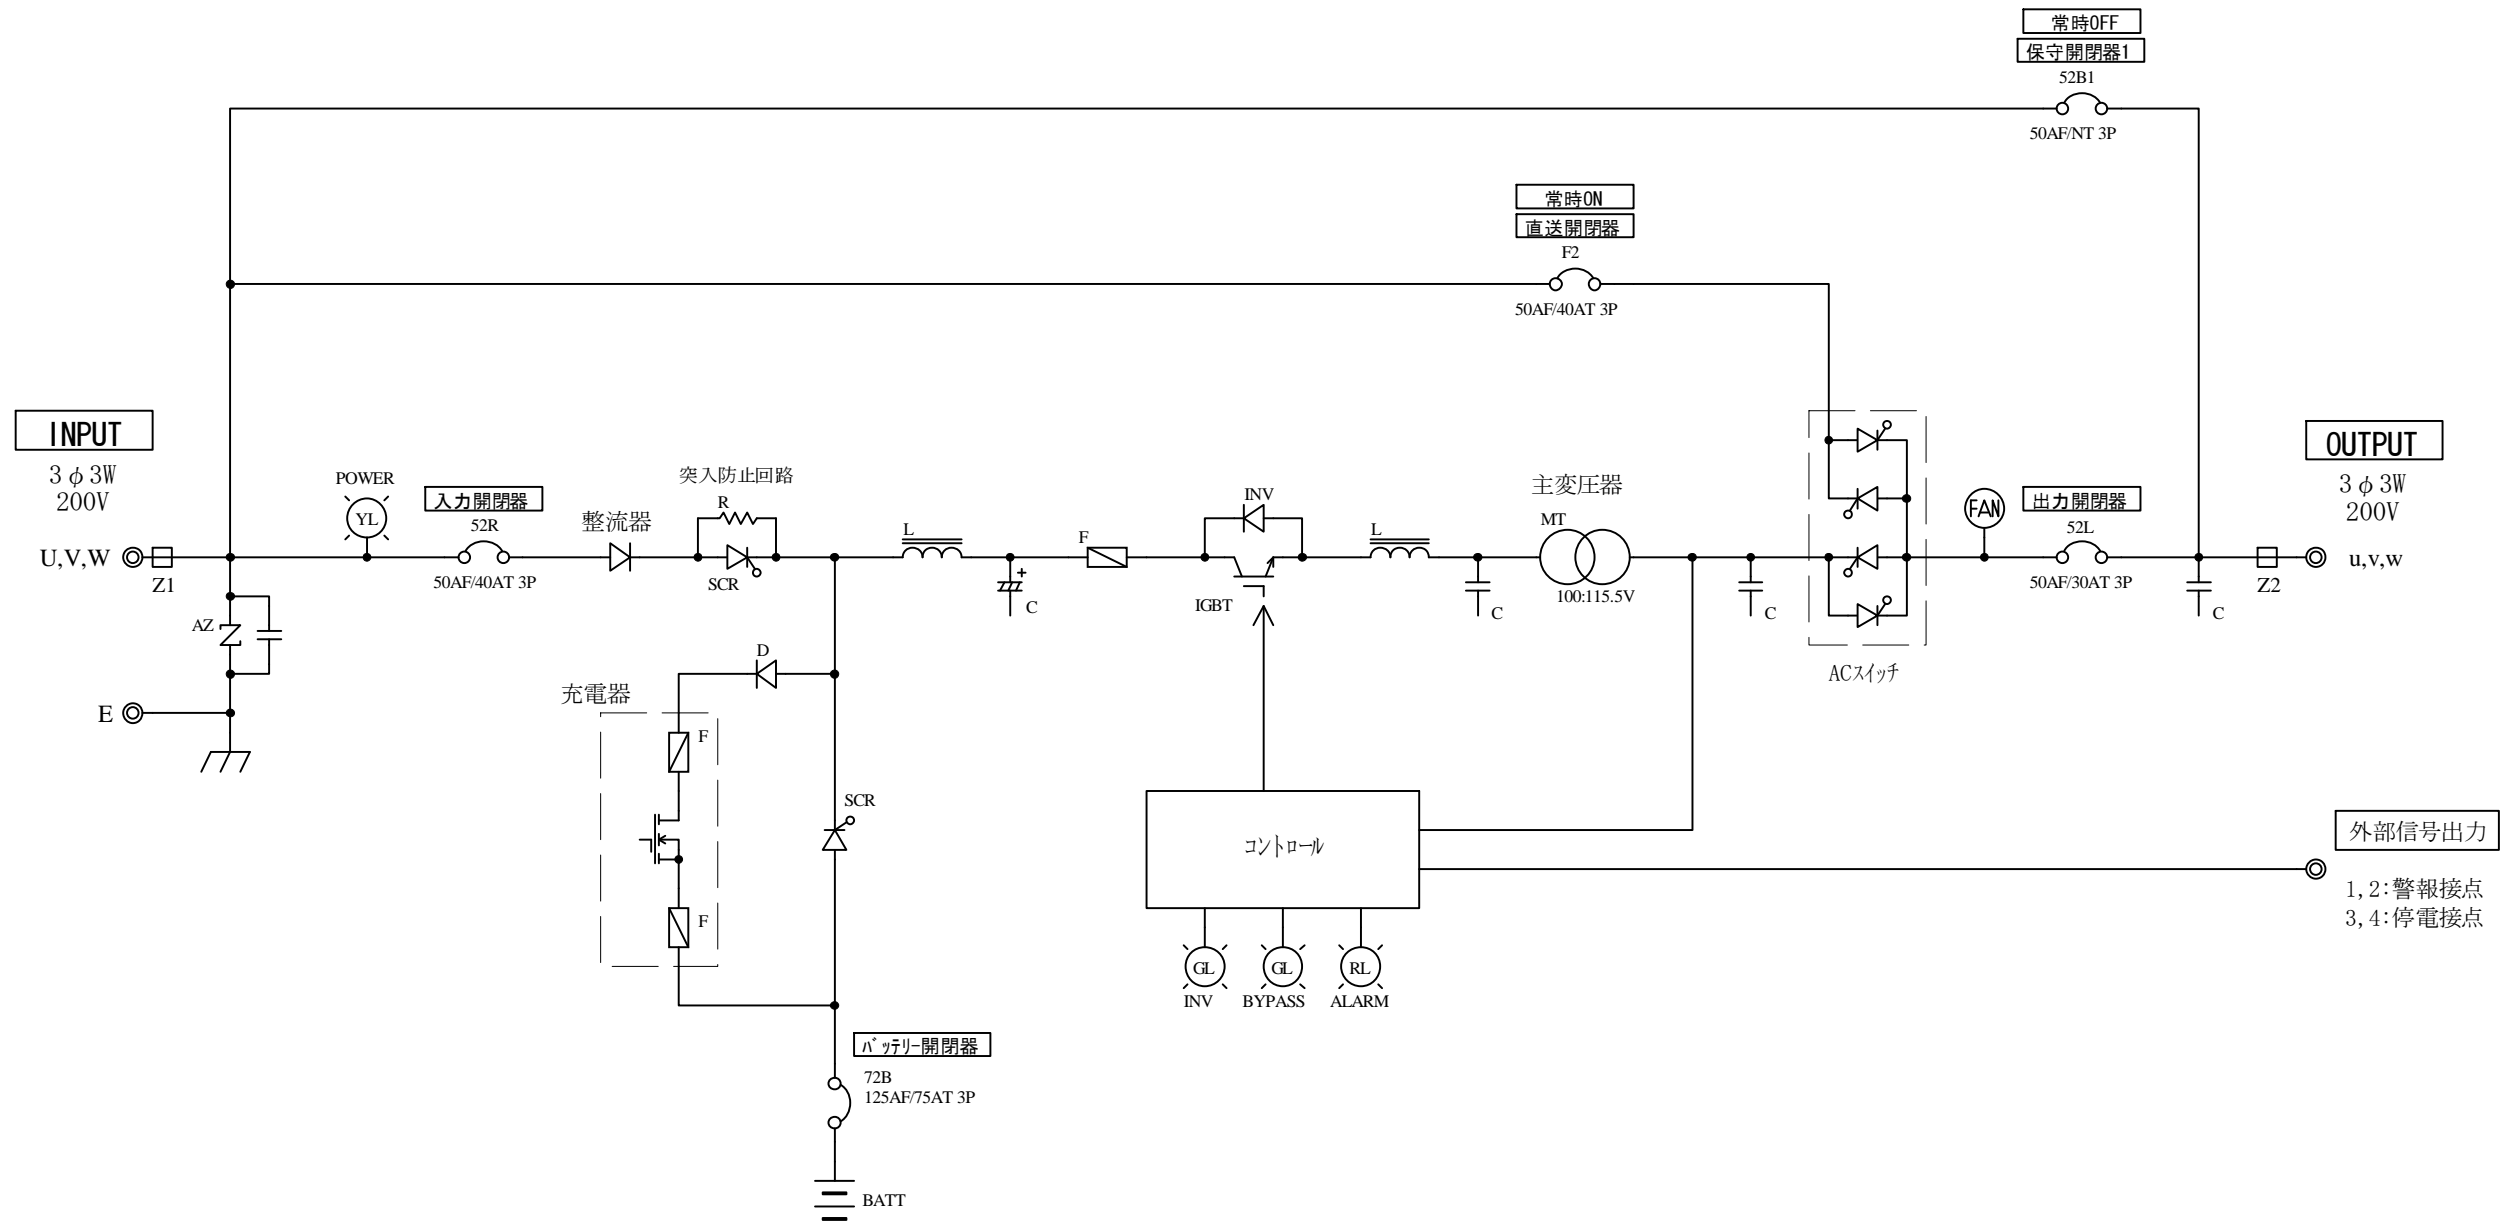 常時OFF
保守開閉器1
52B1
50AF/NT 3P
常時ON
直送開閉器
F2
50AF/40AT 3P
INPUT
3φ3W
200V
U,V,W
Z1
AZ
E
POWER
YL
入力開閉器
52R
50AF/40AT 3P
整流器
突入防止回路
R
SCR
L
C
F
INV
IGBT
L
C
主変圧器
MT
100:115.5V
C
ACスイッチ
FAN
出力開閉器
52L
50AF/30AT 3P
C
Z2
OUTPUT
3φ3W
200V
u,v,w
D
充電器
F
F
SCR
バッテリー開閉器
72B
125AF/75AT 3P
BATT
コントロール
GL
INV
GL
BYPASS
RL
ALARM
外部信号出力
1,2:警報接点
3,4:停電接点